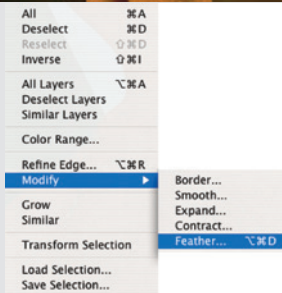 All ⌘A
Deselect ⌘D
Reselect ⇧⌘D
Inverse ⇧⌘I
All Layers ⌥⌘A
Deselect Layers
Similar Layers
Color Range...
Refine Edge... ⌥⌘R
Modify ▶
Grow
Similar
Transform Selection
Load Selection...
Save Selection...
Border...
Smooth...
Expand...
Contract...
Feather... ⌥⌘D